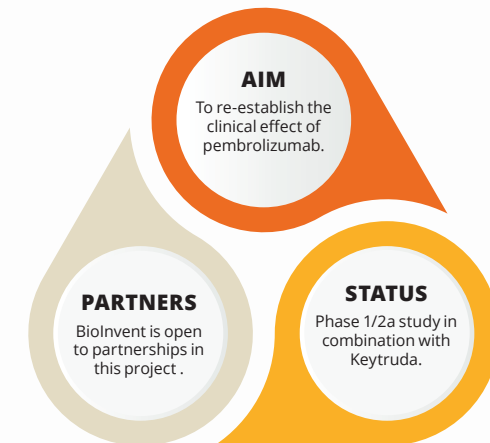 AIM
To re-establish the
clinical effect of
pembrolizumab.
PARTNERS
BioInvent is open
to partnerships in
this project .
STATUS
Phase 1/2a study in
combination with
Keytruda.